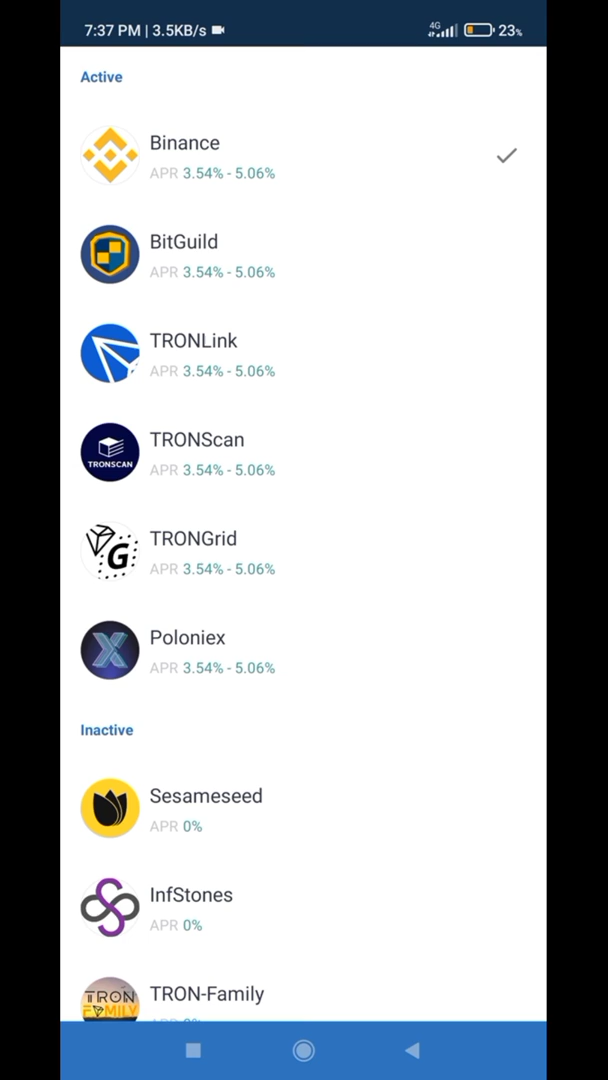 7:37 PM | 3.5KB/s 4G 23%
Active
Binance
APR 3.54% - 5.06%
BitGuild
APR 3.54% - 5.06%
TRONLink
APR 3.54% - 5.06%
TRONSCAN
TRONScan
APR 3.54% - 5.06%
G
TRONGrid
APR 3.54% - 5.06%
Poloniex
APR 3.54% - 5.06%
Inactive
Sesameseed
APR 0%
InfStones
APR 0%
TRON
FAMILY
TRON-Family